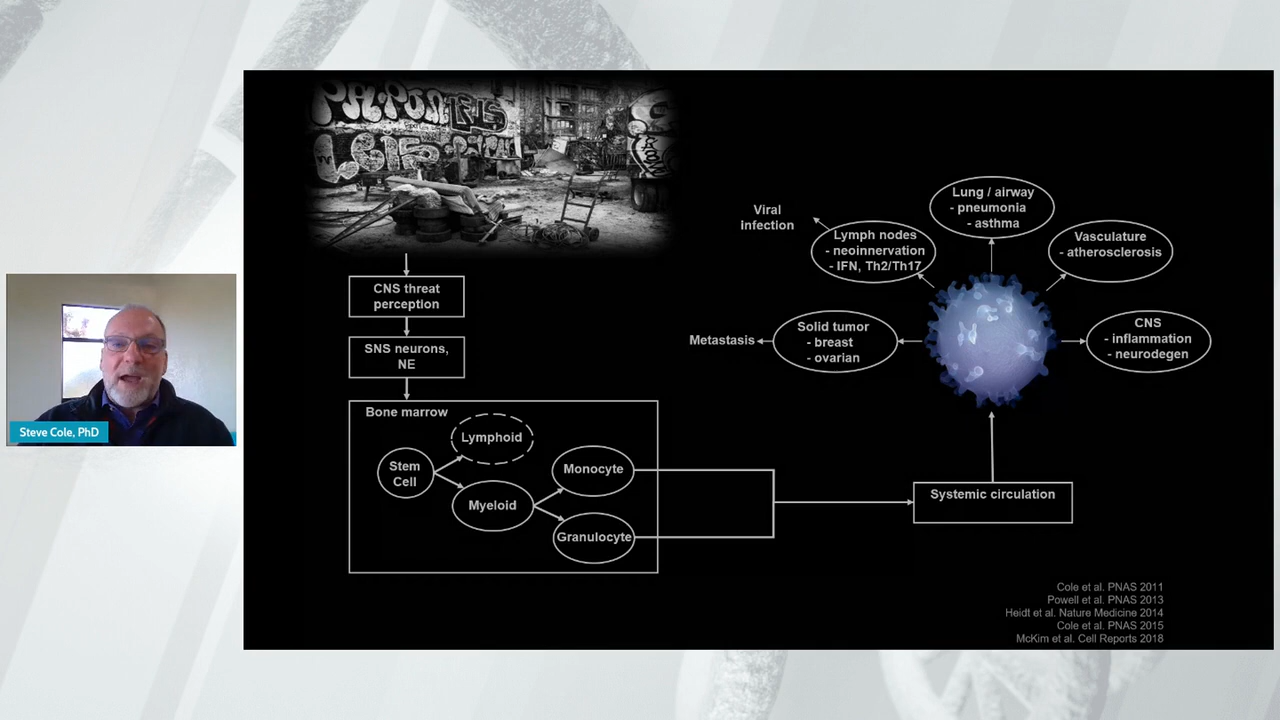 Steve Cole, PhD
CNS threat
perception
SNS neurons,
NE
Bone marrow
Stem
Cell
Lymphoid
Myeloid
Monocyte
Granulocyte
Systemic circulation
Viral
infection
Lymph nodes
- neoinnervation
- IFN, Th2/Th17
Lung / airway
- pneumonia
- asthma
Vasculature
- atherosclerosis
Metastasis
Solid tumor
- breast
- ovarian
CNS
- inflammation
- neurodegen
Cole et al. PNAS 2011
Powell et al. PNAS 2013
Heidt et al. Nature Medicine 2014
Cole et al. PNAS 2015
McKim et al. Cell Reports 2018